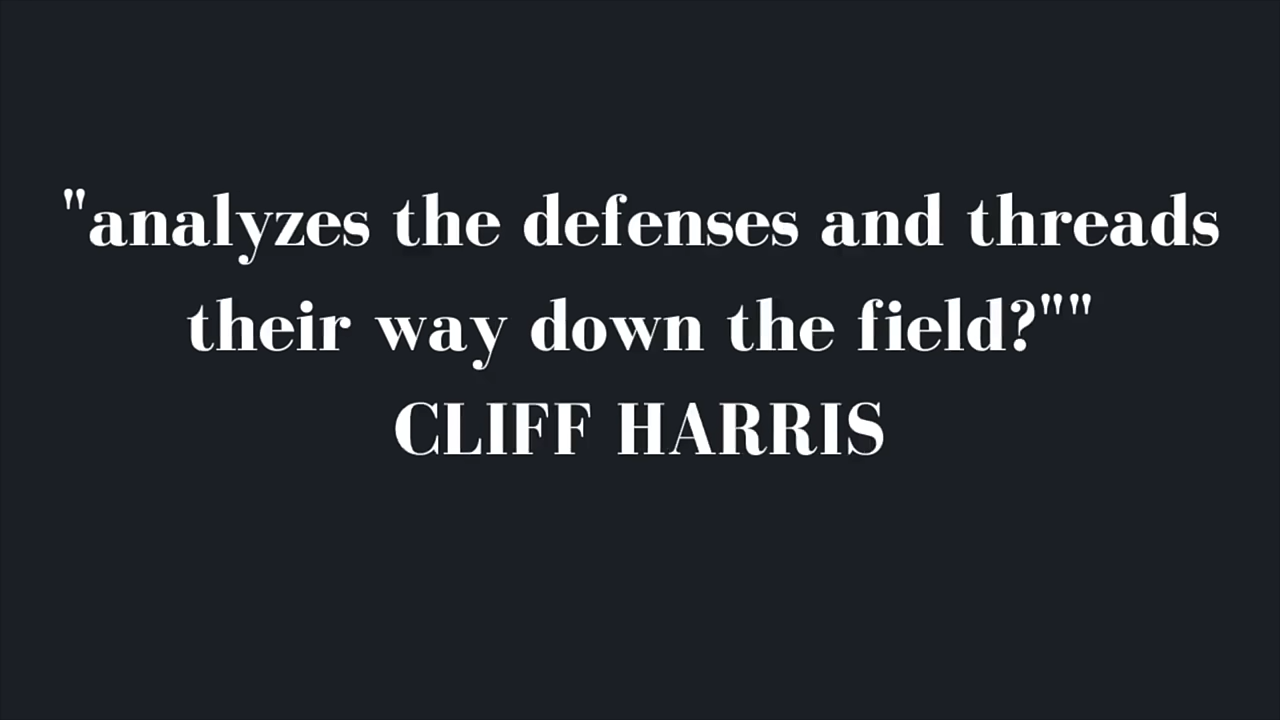 "analyzes the defenses and threads
their way down the field?""
CLIFF HARRIS